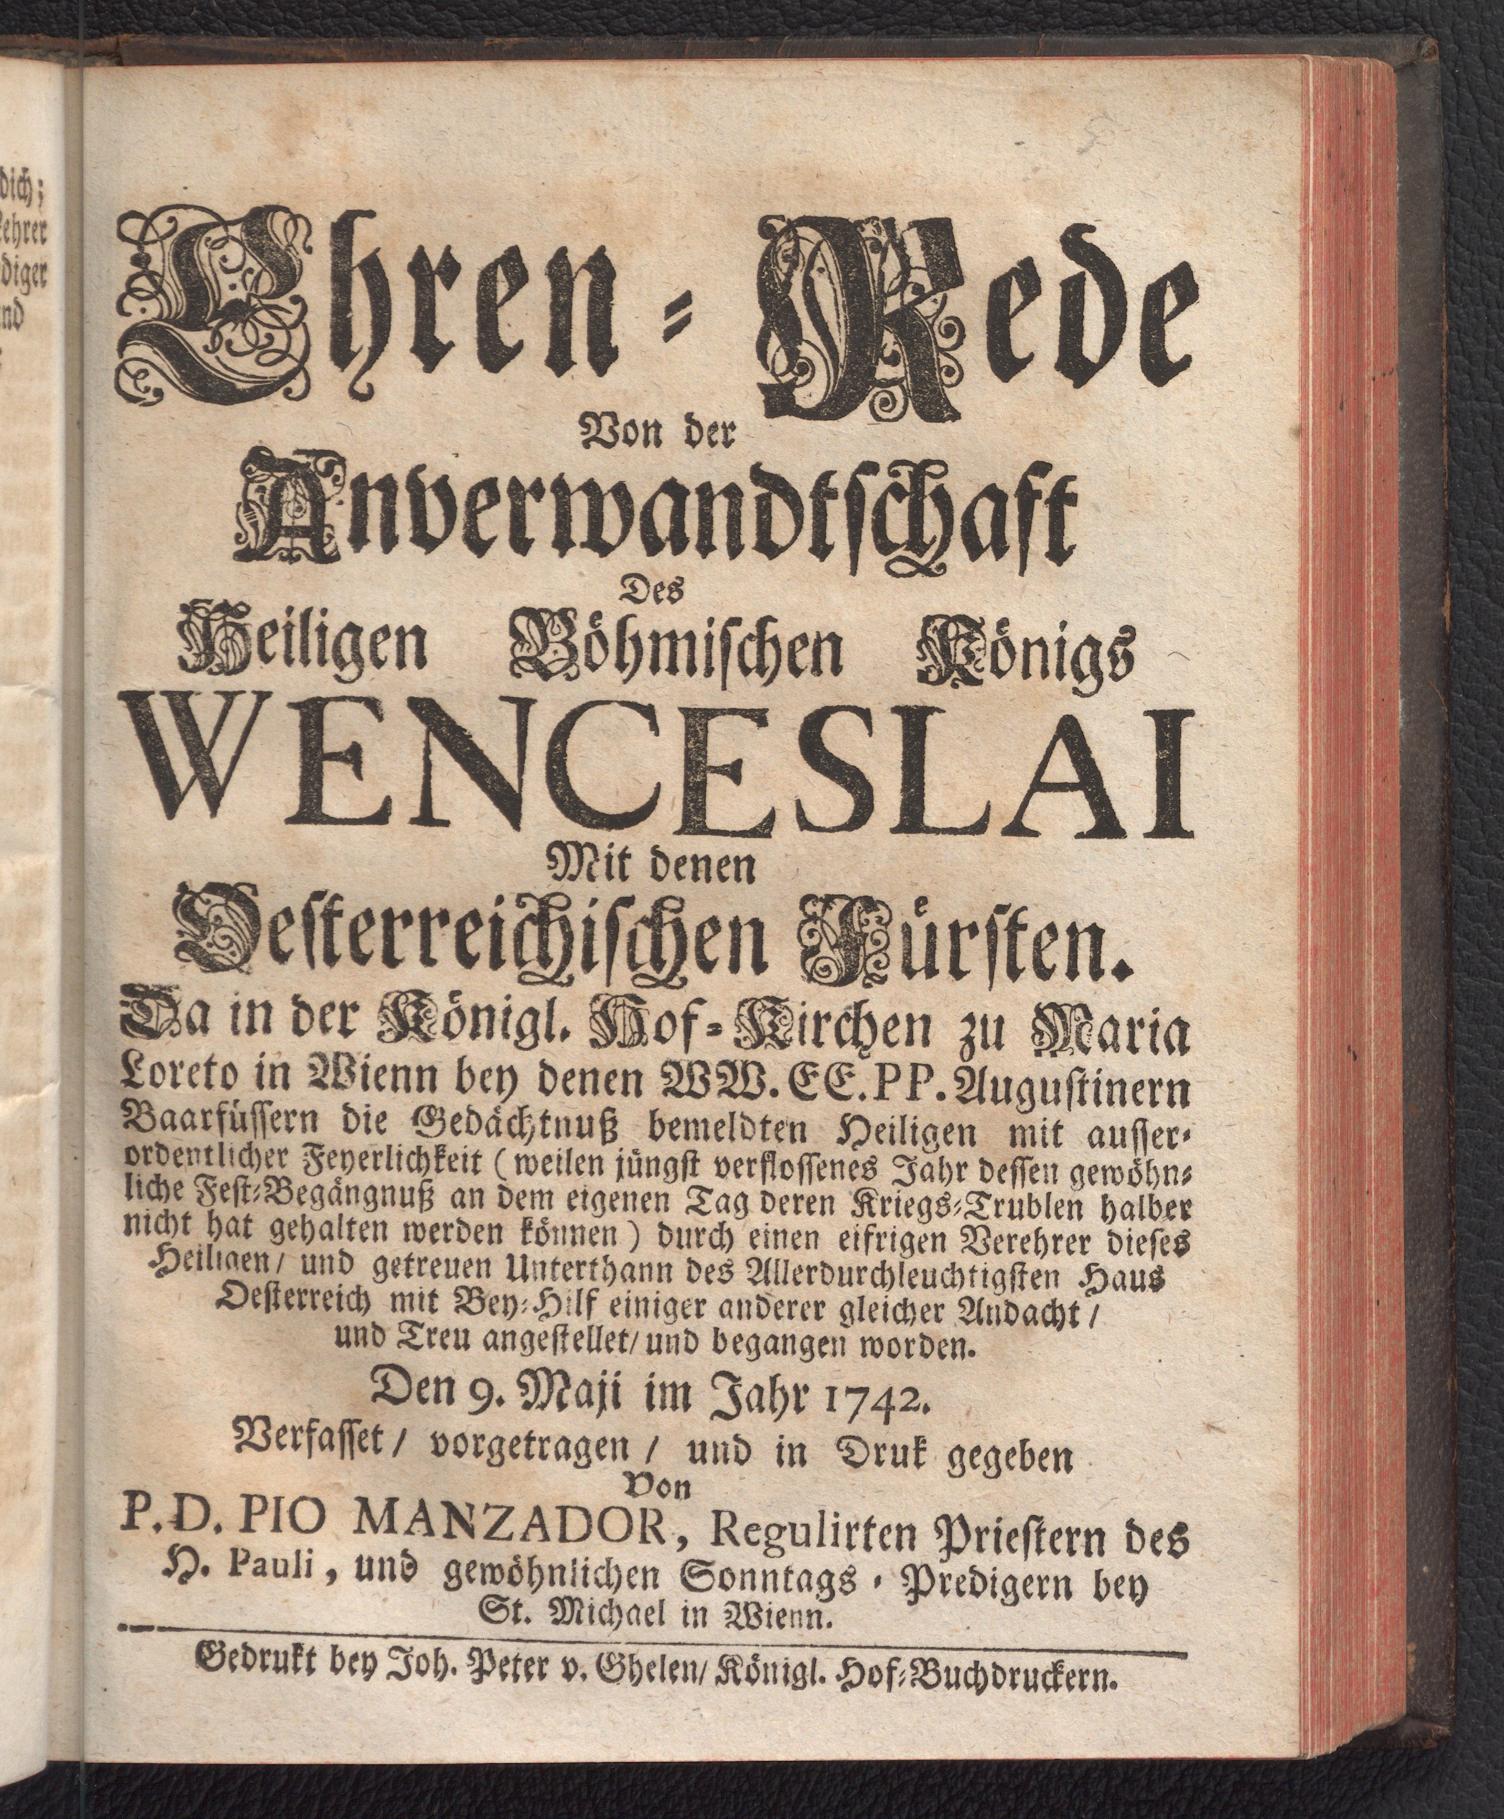 dich;
ehrer
diger
nd
Ehren-Rede
Von der
Anverwandtschaft
Des
Heiligen Böhmischen Königs
WENCESLAI
Mit denen
Oesterreichischen Fürsten.
Da in der Königl. Hof-Kirchen zu Maria
Loreto in Wienn bey denen WW. EE. PP. Augustinern
Baarfüssern die Gedächtnuß bemeldten Heiligen mit ausser-
ordentlicher Feyerlichkeit (weilen jüngst verflossenes Jahr dessen gewöhn-
liche Fest-Begängnuß an dem eigenen Tag deren Kriegs-Trublen halber
nicht hat gehalten werden können) durch einen eifrigen Verehrer dieses
Heiligen/ und getreuen Unterthann des Allerdurchleuchtigsten Haus
Oesterreich mit Bey-Hilf einiger anderer gleicher Andacht/
und Treu angestellet/ und begangen worden.
Den 9. Maji im Jahr 1742.
Verfasset/ vorgetragen/ und in Druk gegeben
Von
P. D. PIO MANZADOR, Regulirten Priestern des
H. Pauli, und gewöhnlichen Sonntags-Predigern bey
St. Michael in Wienn.
Gedrukt bey Joh. Peter v. Ghelen/ Königl. Hof-Buchdruckern.